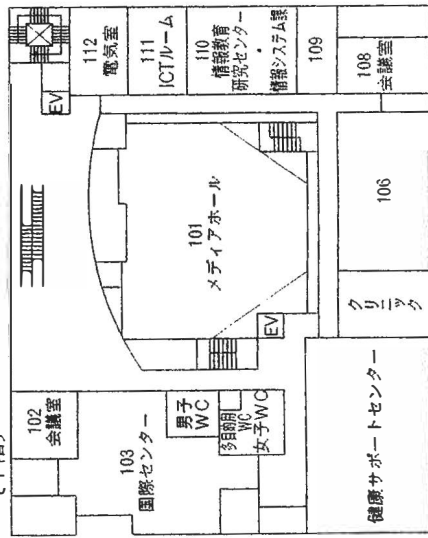 112
電気室
111
ICTルーム
110
情報教育
研究センター
・
情報システム課
109
108
会議室
EV
101
メディアホール
106
クリニック
EV
102
会議室
103
国際センター
男子
WC
多目的用
WC
女子WC
健康サポートセンター